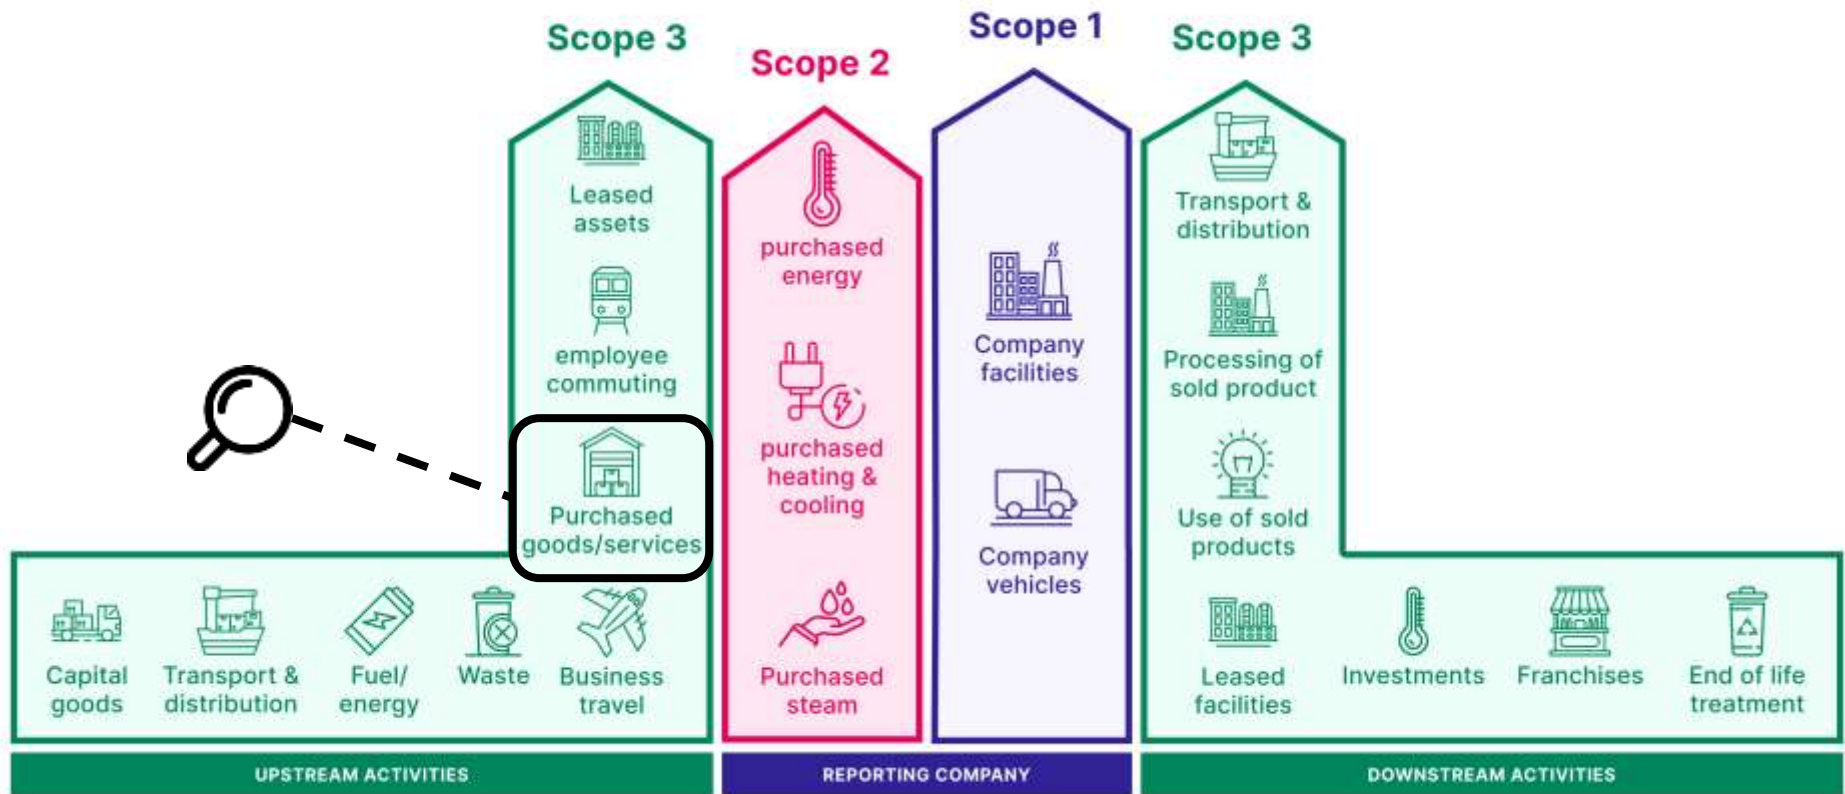 Scope 3
Leased
assets
employee
commuting
Purchased
goods/services
Capital
goods
Transport &
distribution
Fuel/
energy
Waste
Business
travel
UPSTREAM ACTIVITIES
Scope 2
purchased
energy
purchased
heating &
cooling
Purchased
steam
Scope 1
Company
facilities
Company
vehicles
REPORTING COMPANY
Scope 3
Transport &
distribution
Processing of
sold product
Use of sold
products
Leased
facilities
Investments
Franchises
End of life
treatment
DOWNSTREAM ACTIVITIES